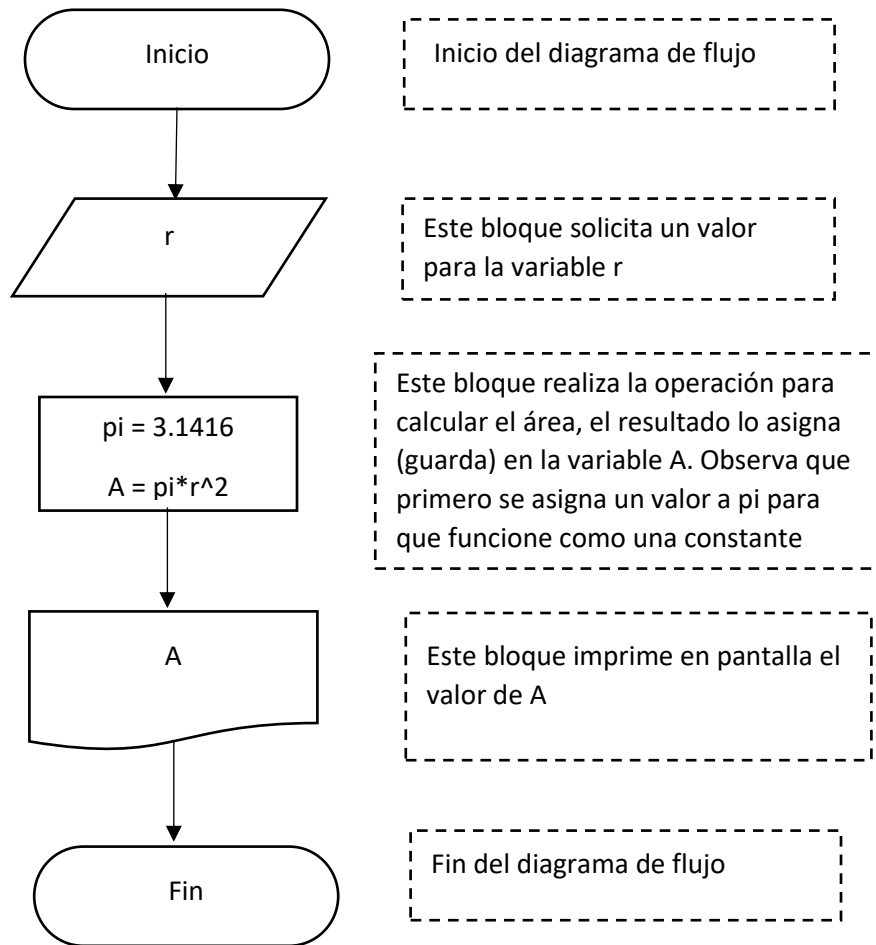 Inicio
Inicio del diagrama de flujo
r
Este bloque solicita un valor
para la variable r
pi = 3.1416
A = pi*r^2
Este bloque realiza la operación para
calcular el área, el resultado lo asigna
(guarda) en la variable A. Observa que
primero se asigna un valor a pi para
que funcione como una constante
A
Este bloque imprime en pantalla el
valor de A
Fin
Fin del diagrama de flujo